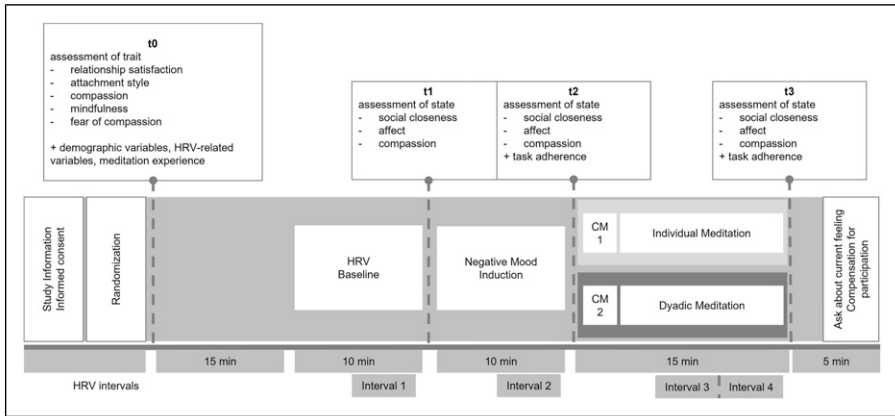 t0
assessment of trait
- relationship satisfaction
- attachment style
- compassion
- mindfulness
- fear of compassion
+ demographic variables, HRV-related
variables, meditation experience
t1
assessment of state
- social closeness
- affect
- compassion
t2
assessment of state
- social closeness
- affect
- compassion
+ task adherence
t3
assessment of state
- social closeness
- affect
- compassion
+ task adherence
Study Information
Informed consent
Randomization
HRV
Baseline
Negative Mood
Induction
CM
1
Individual Meditation
CM
2
Dyadic Meditation
Ask about current feeling
Compensation for
participation
15 min
10 min
10 min
15 min
5 min
HRV intervals
Interval 1
Interval 2
Interval 3
Interval 4